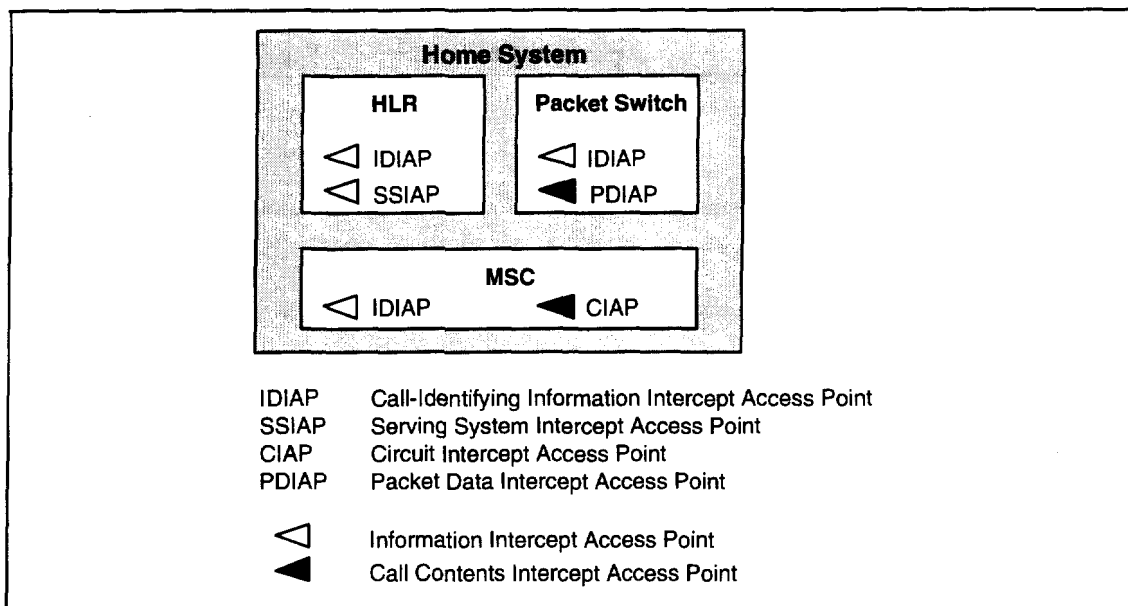 Home System
HLR
IDIAP
SSIAP
Packet Switch
IDIAP
PDIAP
MSC
IDIAP
CIAP
IDIAP Call-Identifying Information Intercept Access Point
SSIAP Serving System Intercept Access Point
CIAP Circuit Intercept Access Point
PDIAP Packet Data Intercept Access Point
Information Intercept Access Point
Call Contents Intercept Access Point